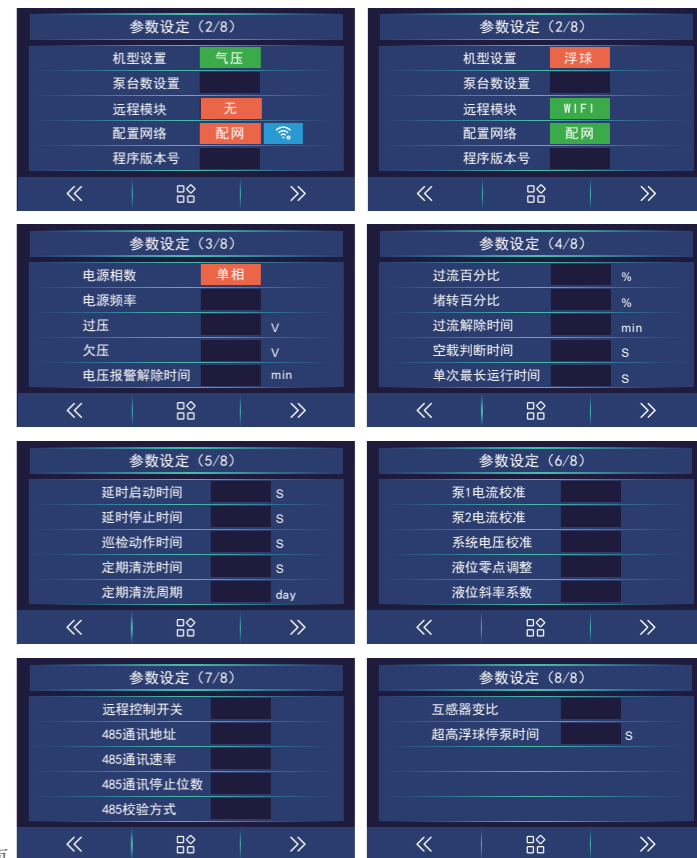 参数设定（2/8）
机型设置 气压
泵台数设置
远程模块 无
配置网络 配网
程序版本号
参数设定（2/8）
机型设置 浮球
泵台数设置
远程模块 WIFI
配置网络 配网
程序版本号
参数设定（3/8）
电源相数 单相
电源频率
过压 V
欠压 V
电压报警解除时间 min
参数设定（4/8）
过流百分比 %
堵转百分比 %
过流解除时间 min
空载判断时间 S
单次最长运行时间 S
参数设定（5/8）
延时启动时间 S
延时停止时间 S
巡检动作时间 S
定期清洗时间 S
定期清洗周期 day
参数设定（6/8）
泵1电流校准
泵2电流校准
系统电压校准
液位零点调整
液位斜率系数
参数设定（7/8）
远程控制开关
485通讯地址
485通讯速率
485通讯停止位数
485校验方式
参数设定（8/8）
互感器变比
超高浮球停泵时间 S